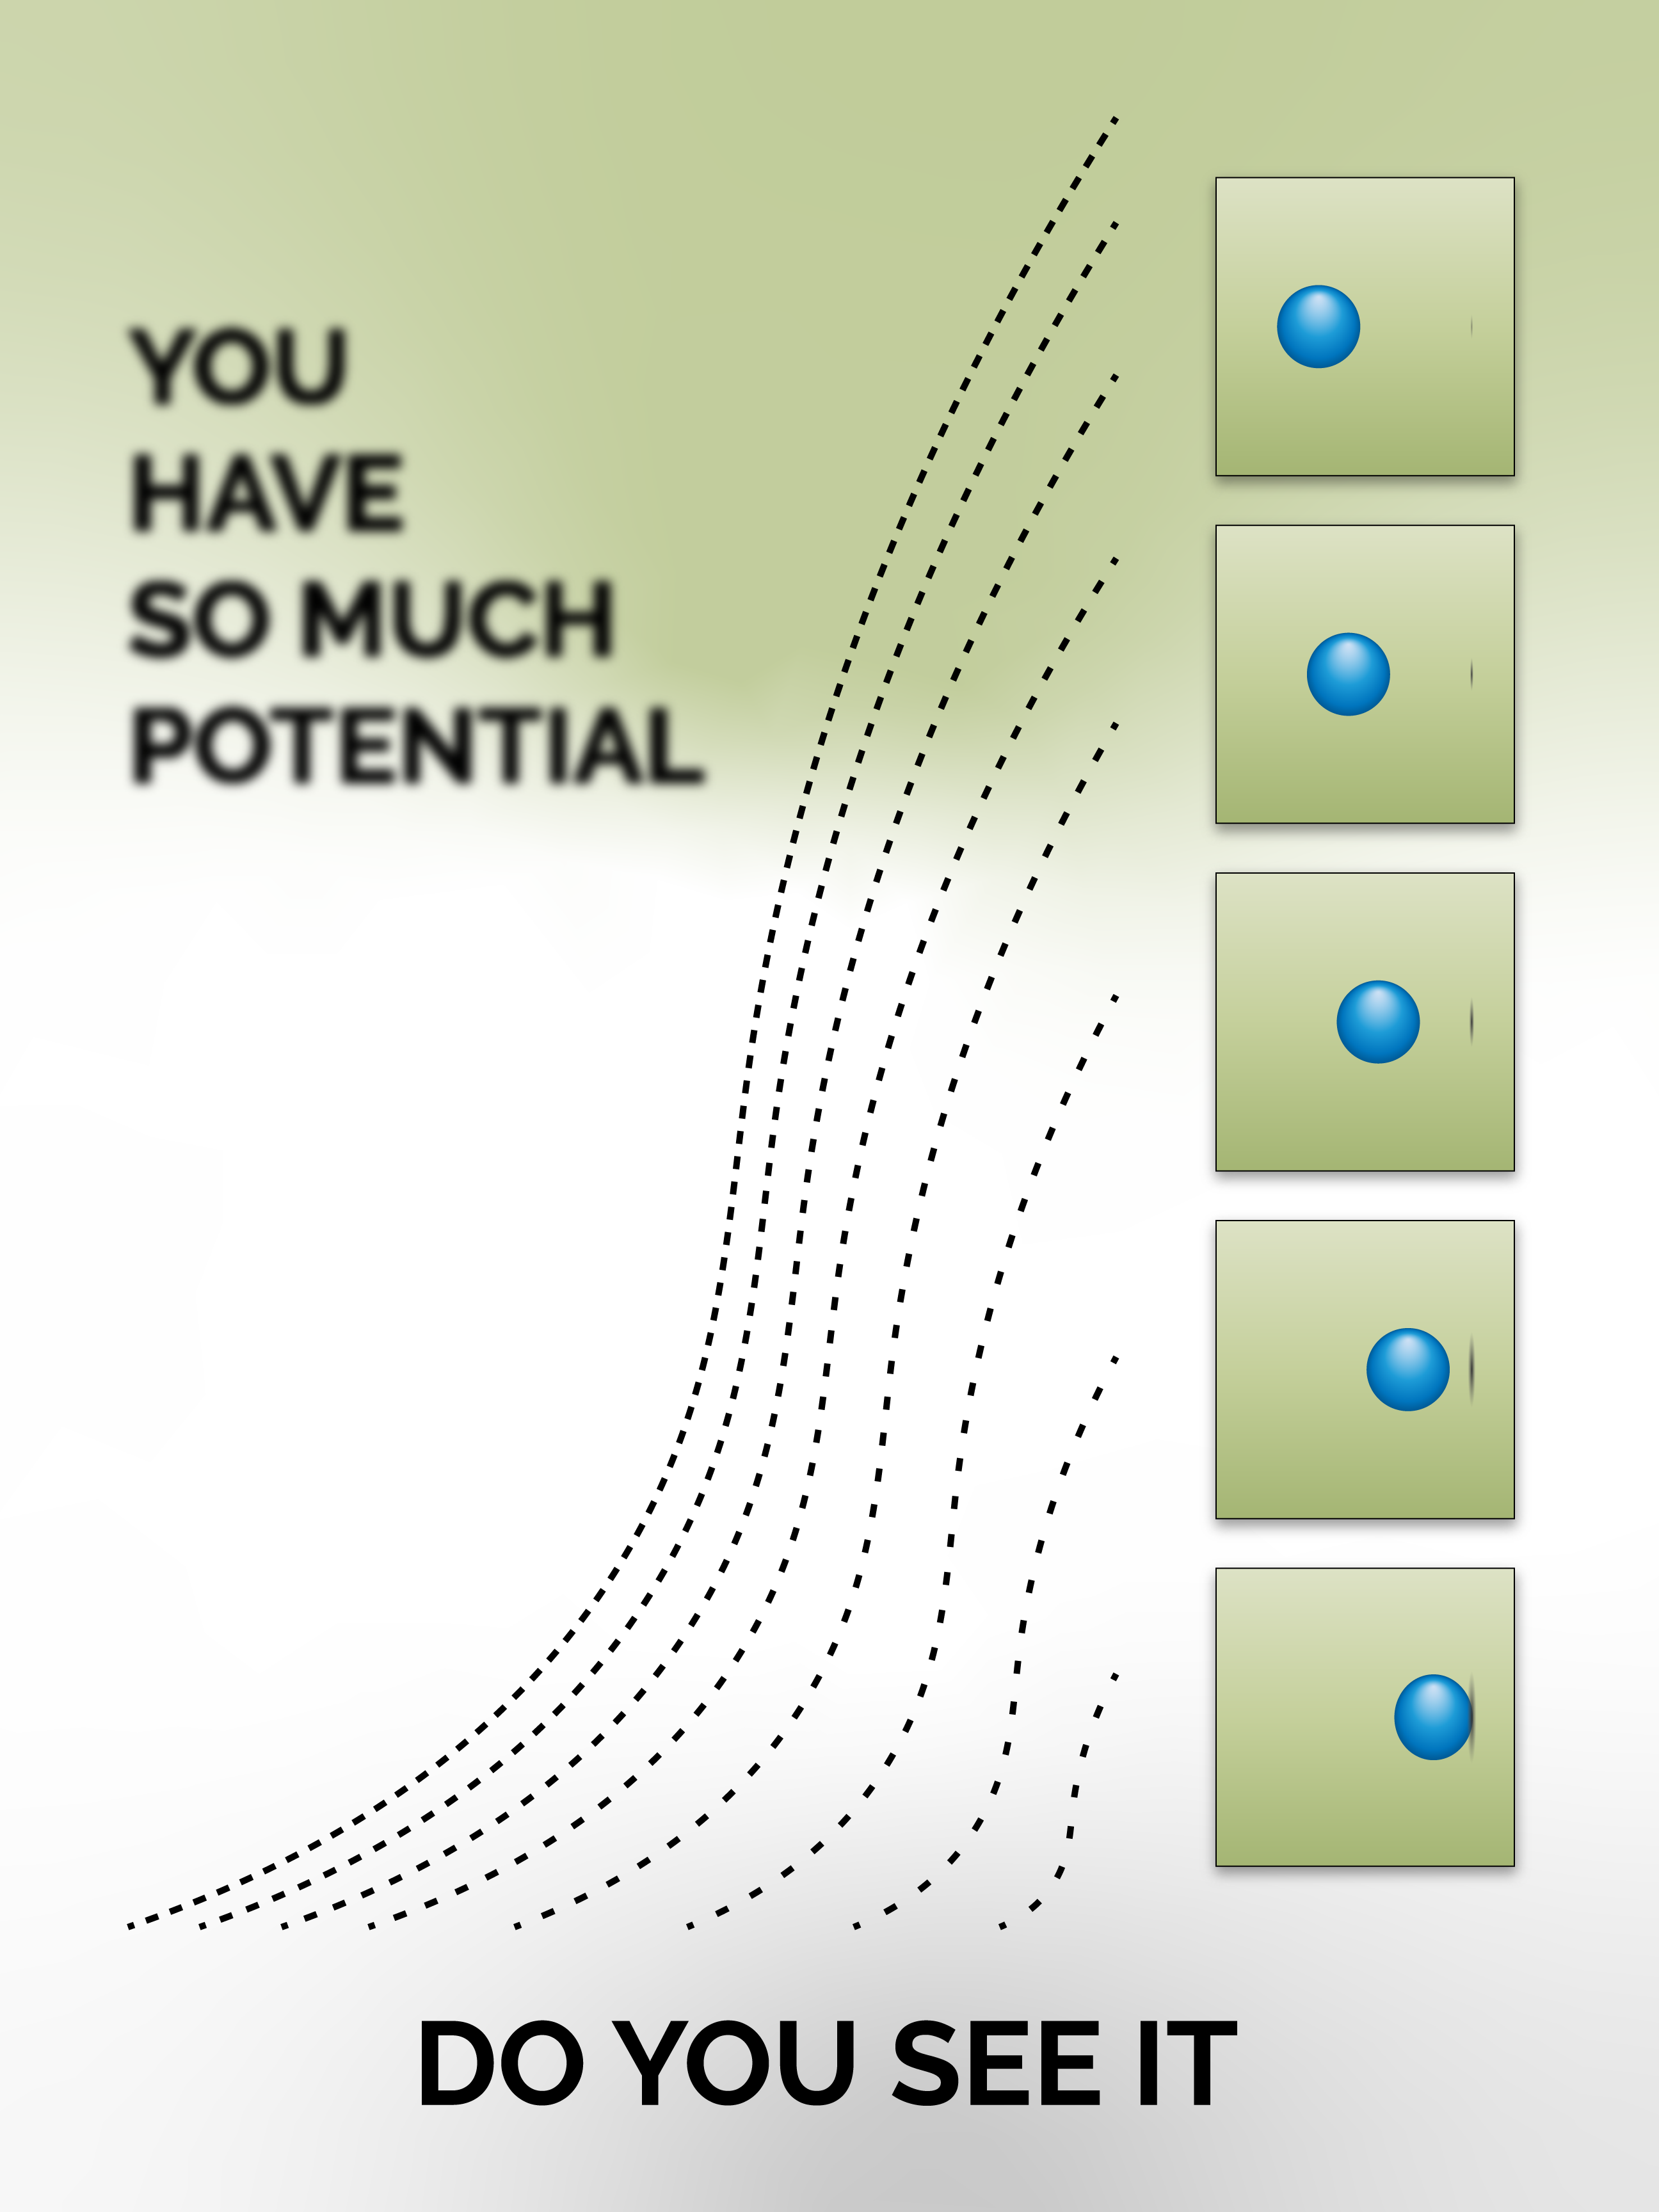 YOU
HAVE
SO MUCH
POTENTIAL
DO YOU SEE IT